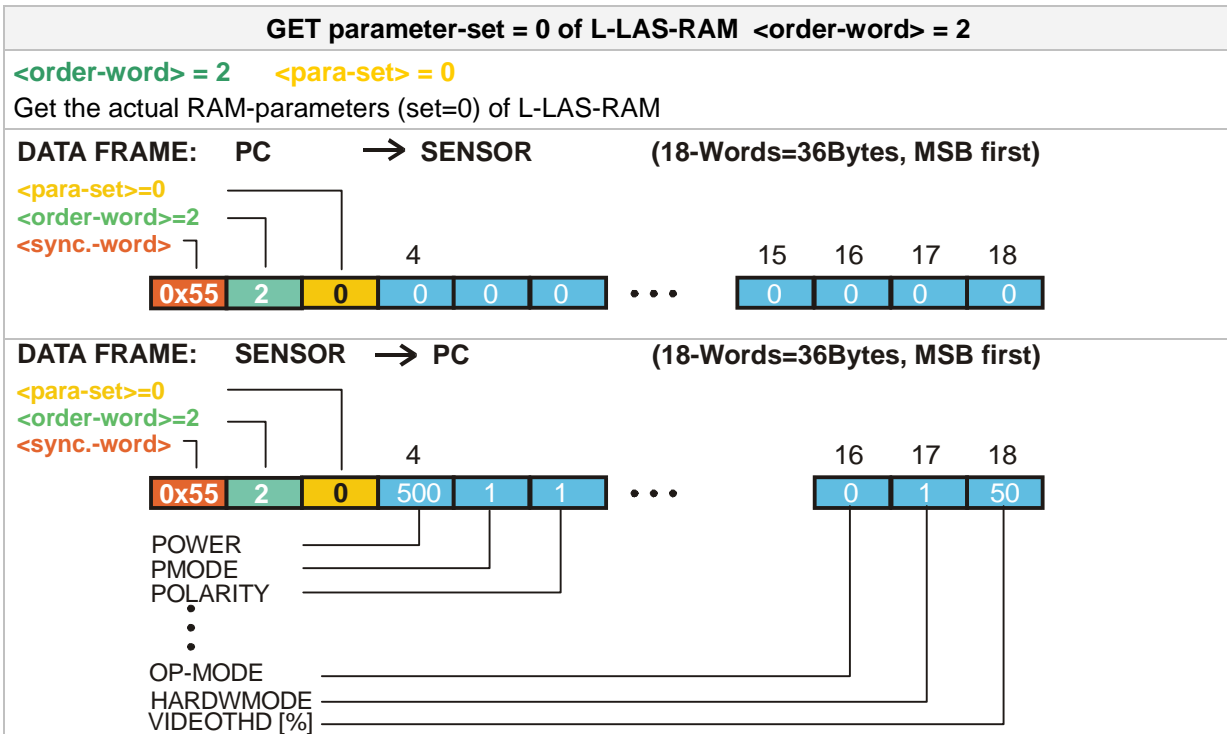 GET parameter-set = 0 of L-LAS-RAM <order-word> = 2
<order-word> = 2 <para-set> = 0
Get the actual RAM-parameters (set=0) of L-LAS-RAM
DATA FRAME: PC → SENSOR (18-Words=36Bytes, MSB first)
<para-set>=0
<order-word>=2
<sync.-word>
4 15 16 17 18
0x55 2 0 0 0 0 • • • 0 0 0 0
DATA FRAME: SENSOR → PC (18-Words=36Bytes, MSB first)
<para-set>=0
<order-word>=2
<sync.-word>
4 16 17 18
0x55 2 0 500 1 1 • • • 0 1 50
POWER
PMODE
POLARITY
OP-MODE
HARDWMODE
VIDEOTHD [%]